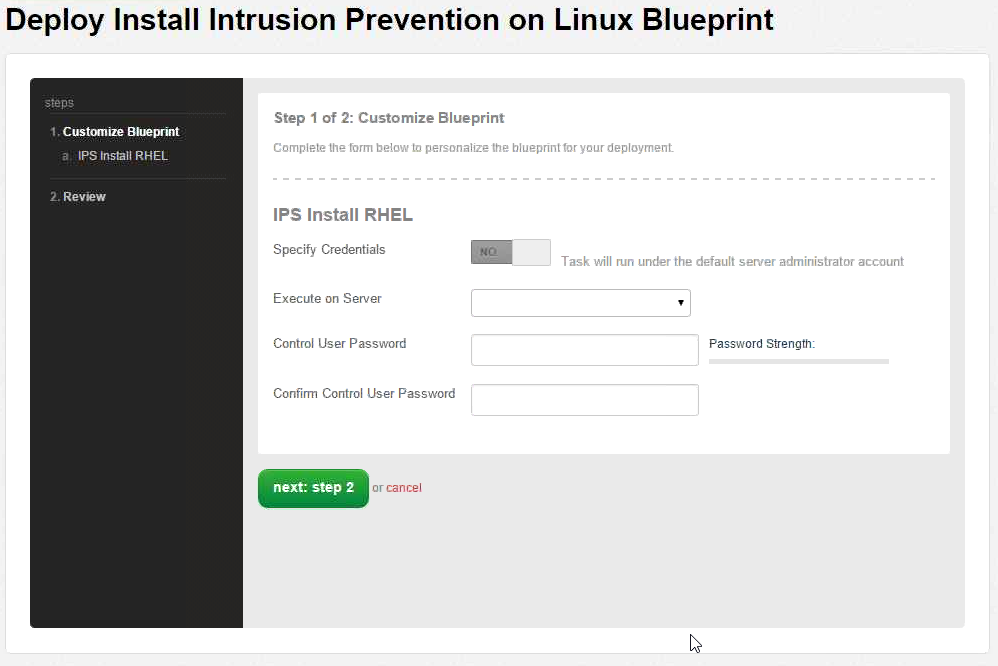 Deploy Install Intrusion Prevention on Linux Blueprint
steps
1. Customize Blueprint
a. IPS Install RHEL
2. Review
Step 1 of 2: Customize Blueprint
Complete the form below to personalize the blueprint for your deployment.
IPS Install RHEL
Specify Credentials
NO
Task will run under the default server administrator account
Execute on Server
Control User Password
Password Strength:
Confirm Control User Password
next: step 2 or cancel